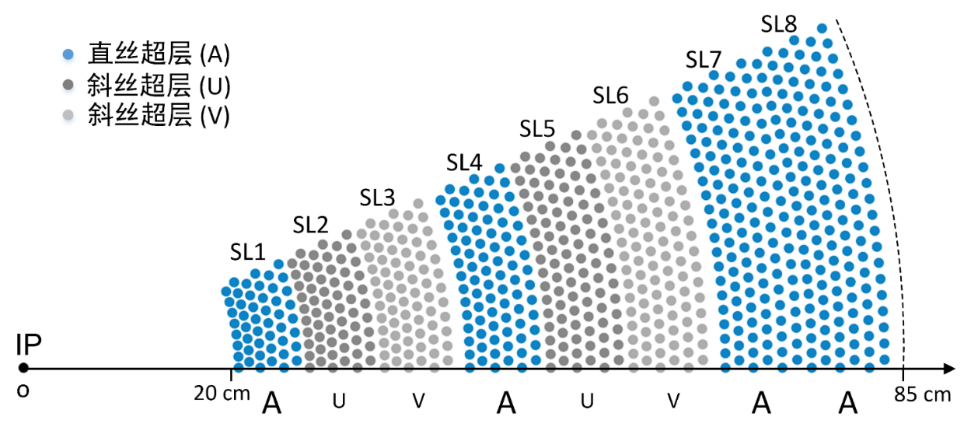 SL8
直丝超层 (A)
SL7
斜丝超层 (U)
SL6
斜丝超层 (V)
SL5
SL4
SL3
SL2
SL1
IP
O
20 cm
85 cm
A U V A U V A A